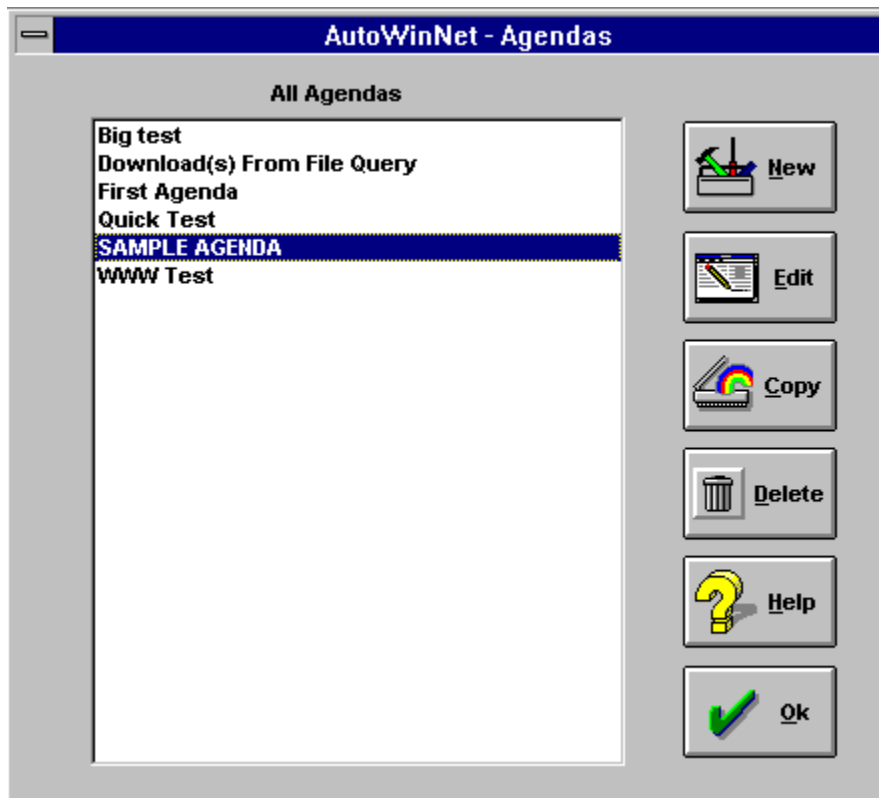 AutoWinNet - Agendas
All Agendas
Big test
Download(s) From File Query
First Agenda
Quick Test
SAMPLE AGENDA
WWW Test
New
Edit
Copy
Delete
Help
Ok